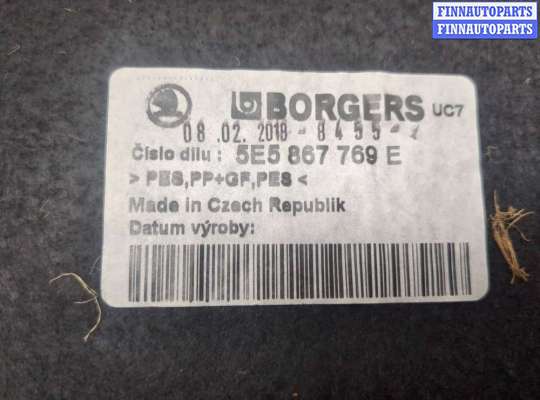 FINNAUTOPARTS
FINNAUTOPARTS
BORGERS UC7
08.02.2018-8455-
Číslo dílu : 5E5 867 769 E
> PES,PP+GF,PES <
Made in Czech Republik
Datum výroby: